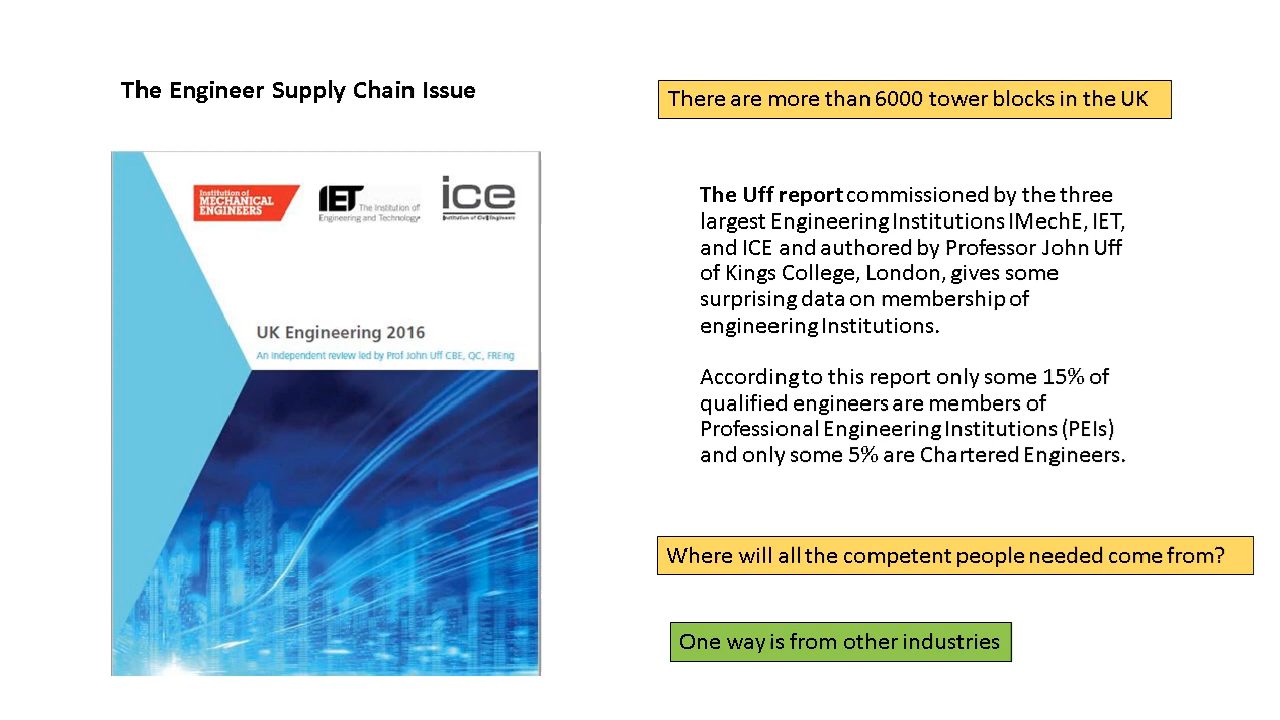 The Engineer Supply Chain Issue
Institution of
MECHANICAL
ENGINEERS
IET The Institution of
Engineering and Technology
ice
Institution of Civil Engineers
UK Engineering 2016
An independent review led by Prof John Uff CBE, QC, FREng
There are more than 6000 tower blocks in the UK
The Uff report commissioned by the three
largest Engineering Institutions IMechE, IET,
and ICE and authored by Professor John Uff
of Kings College, London, gives some
surprising data on membership of
engineering Institutions.
According to this report only some 15% of
qualified engineers are members of
Professional Engineering Institutions (PEIs)
and only some 5% are Chartered Engineers.
Where will all the competent people needed come from?
One way is from other industries